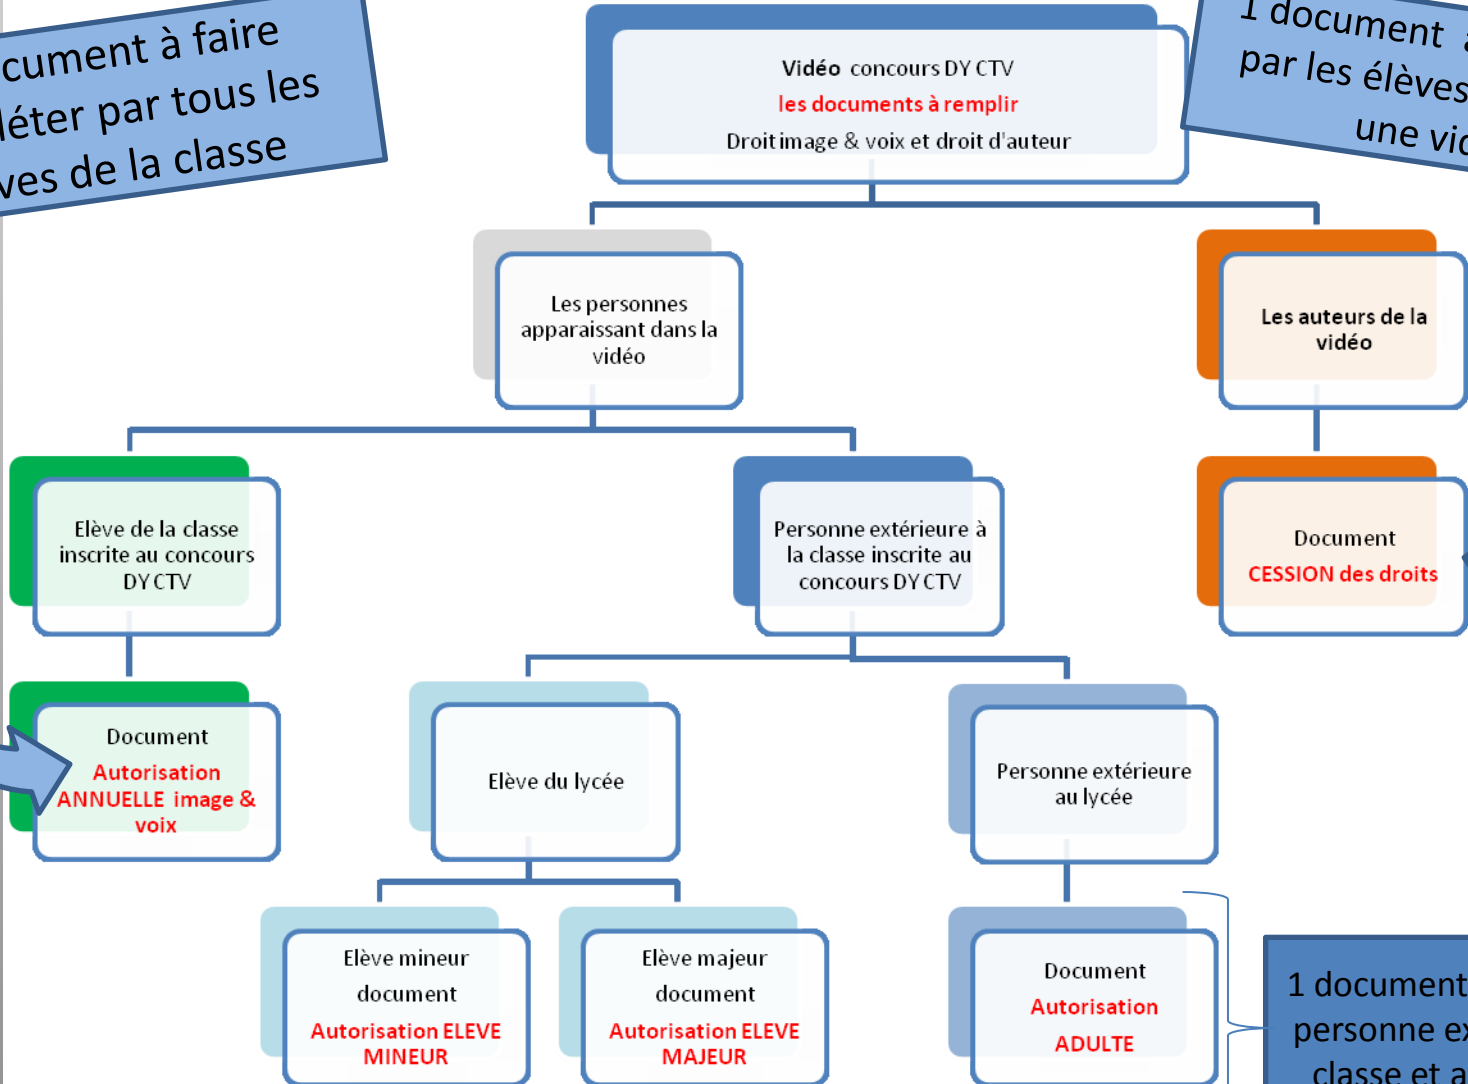 cument à faire
léter par tous les
ves de la classe
Vidéo concours DY CTV
les documents à remplir
Droit image & voix et droit d'auteur
1 document
par les élèves
une vid
Les personnes
apparaissant dans la
vidéo
Les auteurs de la
vidéo
Elève de la classe
inscrite au concours
DY CTV
Personne extérieure à
la classe inscrite au
concours DY CTV
Document
CESSION des droits
Document
Autorisation
ANNUELLE image &
voix
Elève du lycée
Personne extérieure
au lycée
Elève mineur
document
Autorisation ELEVE
MINEUR
Elève majeur
document
Autorisation ELEVE
MAJEUR
Document
Autorisation
ADULTE
1 document
personne ex
classe et a